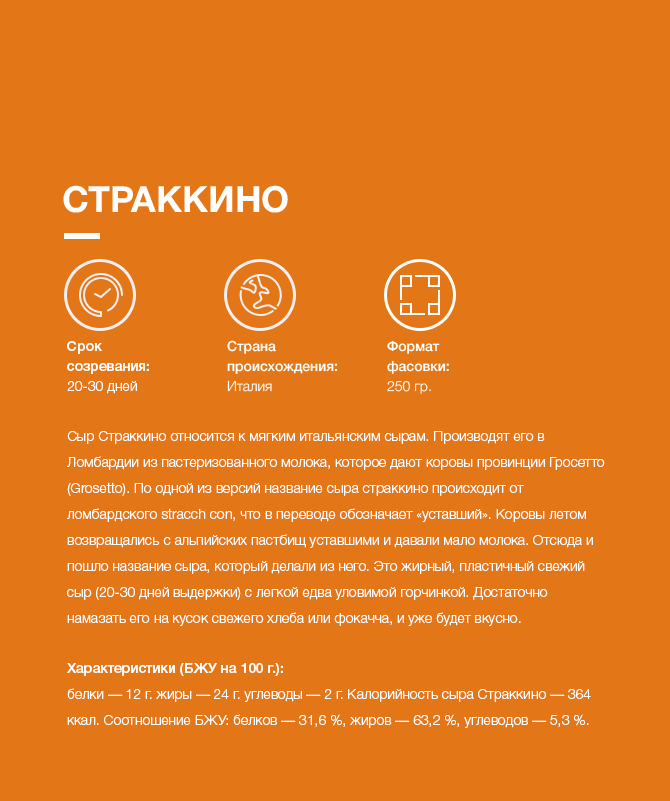 СТРАККИНО
Срок
созревания:
20-30 дней
Страна
происхождения:
Италия
Формат
фасовки:
250 гр.
Сыр Страккино относится к мягким итальянским сырам. Производят его в
Ломбардии из пастеризованного молока, которое дают коровы провинции Гросетто
(Grosetto). По одной из версий название сыра страккино происходит от
ломбардского stracch con, что в переводе обозначает «уставший». Коровы летом
возвращались с альпийских пастбищ уставшими и давали мало молока. Отсюда и
пошло название сыра, который делали из него. Это жирный, пластичный свежий
сыр (20-30 дней выдержки) с легкой едва уловимой горчинкой. Достаточно
намазать его на кусок свежего хлеба или фокачча, и уже будет вкусно.
Характеристики (БЖУ на 100 г.):
белки — 12 г. жиры — 24 г. углеводы — 2 г. Калорийность сыра Страккино — 364
ккал. Соотношение БЖУ: белков — 31,6 %, жиров — 63,2 %, углеводов — 5,3 %.